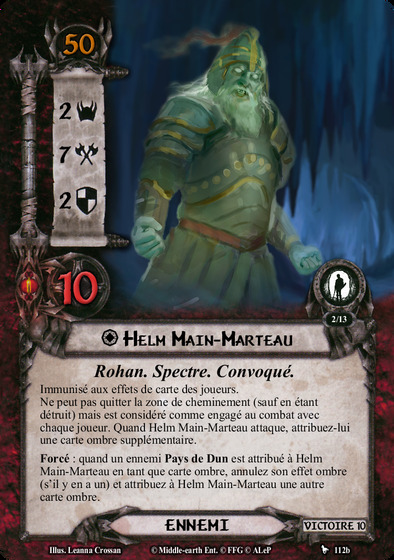 50
2
7
2
10
2/13
Helm Main-Marteau
Rohan. Spectre. Convoqué.
Immunisé aux effets de carte des joueurs.
Ne peut pas quitter la zone de cheminement (sauf en étant
détruit) mais est considéré comme engagé au combat avec
chaque joueur. Quand Helm Main-Marteau attaque, attribuez-lui
une carte ombre supplémentaire.
Forcé : quand un ennemi Pays de Dun est attribué à Helm
Main-Marteau en tant que carte ombre, annulez son effet ombre
(s’il y en a un) et attribuez à Helm Main-Marteau une autre
carte ombre.
ENNEMI
VICTOIRE 10
Illus. Leanna Crossan © Middle-earth Ent. © FFG © ALeP 112b